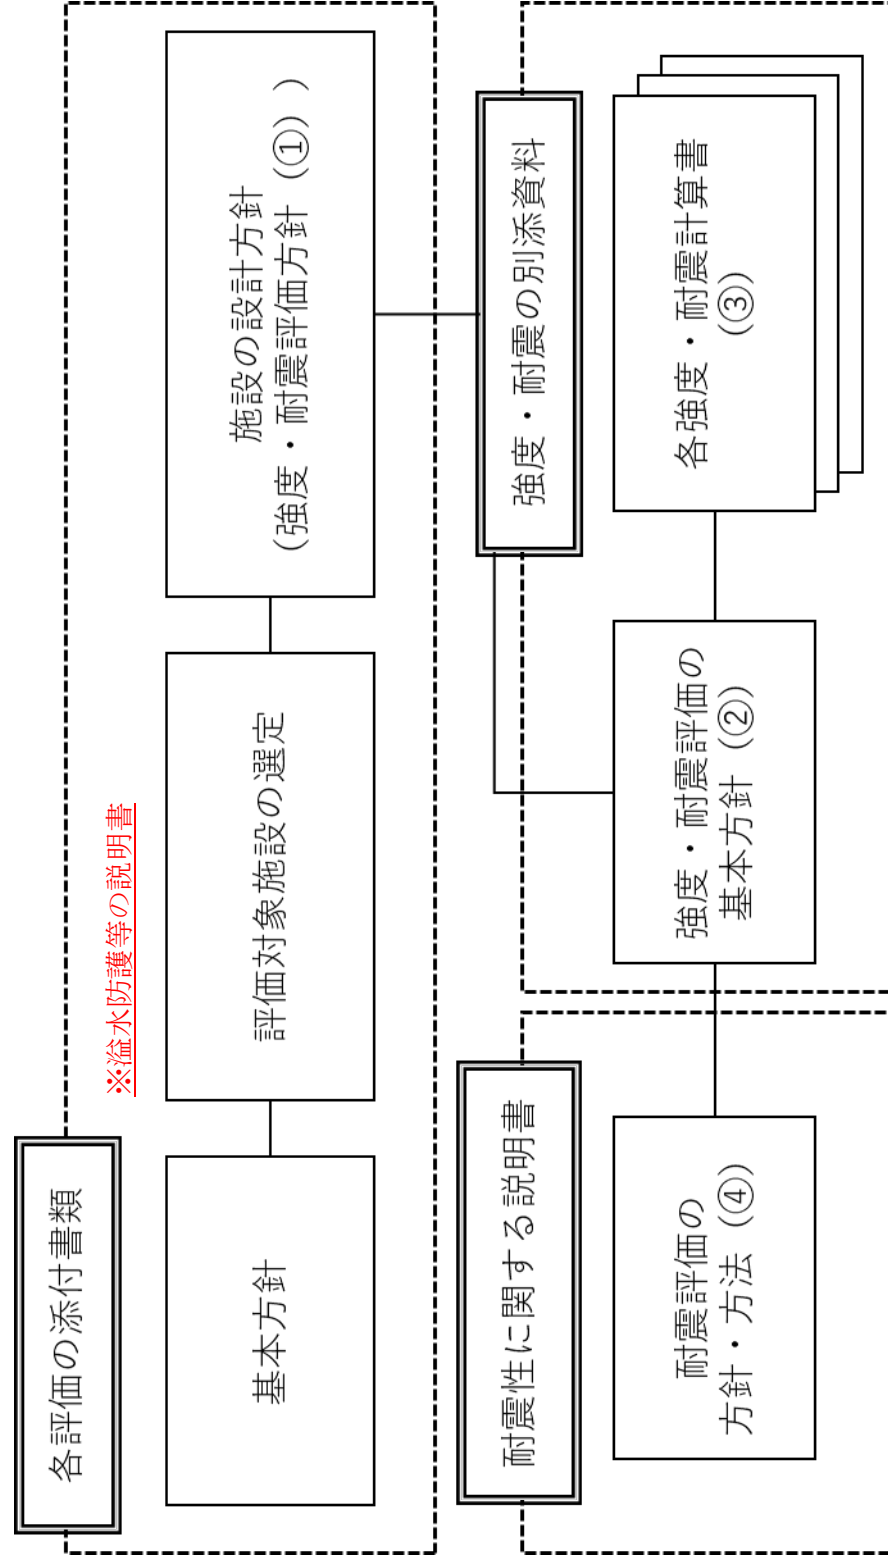 各評価の添付書類
※溢水防護等の説明書
基本方針
評価対象施設の選定
施設の設計方針
(強度・耐震評価方針 (①) )
耐震性に関する説明書
強度・耐震の別添資料
耐震評価の
方針・方法 (④)
強度・耐震評価の
基本方針 (②)
各強度・耐震計算書
(③)